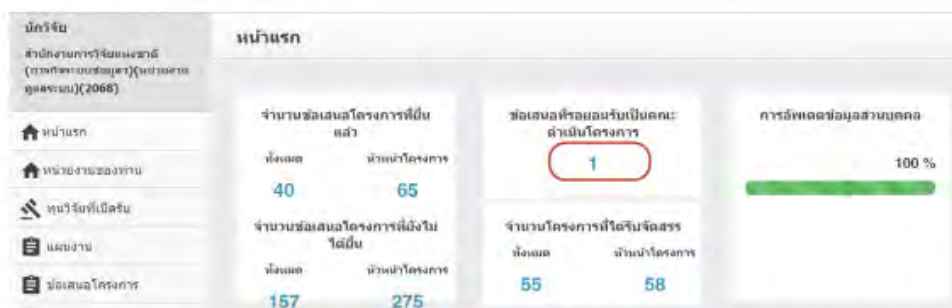 นักวิจัย
สำนักงานการวิจัยแห่งชาติ
(ภารกิจระบบข้อมูลฯ)(หน่วยงาน
ดูแลระบบ)(2068)
หน้าแรก
หน่วยงานของท่าน
ทุนวิจัยที่เปิดรับ
แผนงาน
ข้อเสนอโครงการ
หน้าแรก
จำนวนข้อเสนอโครงการที่ยื่น
แล้ว
ทั้งหมด หัวหน้าโครงการ
40 65
จำนวนข้อเสนอโครงการที่ยังไม่
ได้ยื่น
ทั้งหมด หัวหน้าโครงการ
157 275
ข้อเสนอที่รอยอมรับเป็นคณะ
ดำเนินโครงการ
1
จำนวนโครงการที่ได้รับจัดสรร
ทั้งหมด หัวหน้าโครงการ
55 58
การอัพเดตข้อมูลส่วนบุคคล
100 %